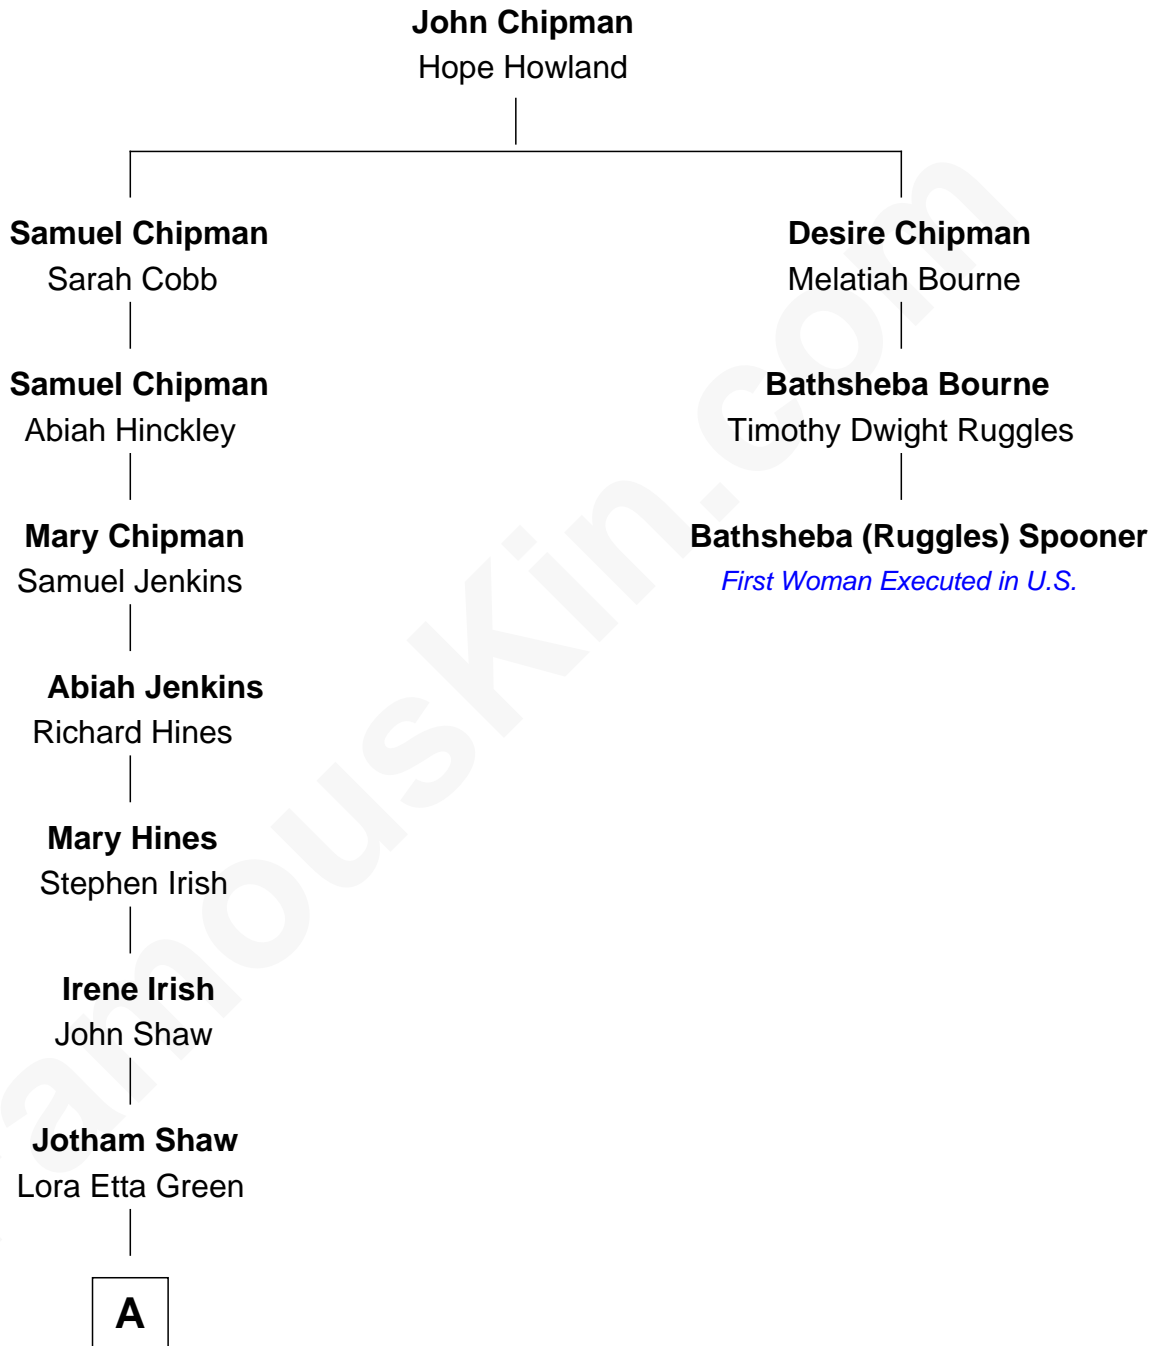 John Chipman
Hope Howland
Samuel Chipman
Sarah Cobb
Desire Chipman
Melatiah Bourne
Samuel Chipman
Abiah Hinckley
Bathsheba Bourne
Timothy Dwight Ruggles
Mary Chipman
Samuel Jenkins
Bathsheba (Ruggles) Spooner
First Woman Executed in U.S.
Abiah Jenkins
Richard Hines
Mary Hines
Stephen Irish
Irene Irish
John Shaw
Jotham Shaw
Lora Etta Green
A
amouskin.com